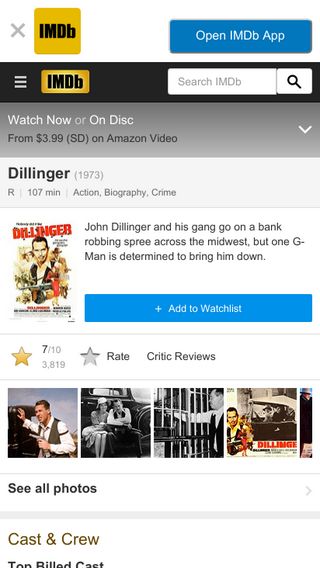 IMDb
Open IMDb App
IMDb
Search IMDb
Watch Now or On Disc
From $3.99 (SD) on Amazon Video
Dillinger (1973)
R | 107 min | Action, Biography, Crime
DILLINGER
John Dillinger and his gang go on a bank
robbing spree across the midwest, but one G-
Man is determined to bring him down.
+ Add to Watchlist
7/10
3,819
Rate
Critic Reviews
DILLINGE
See all photos
Cast & Crew
Top Billed Cast